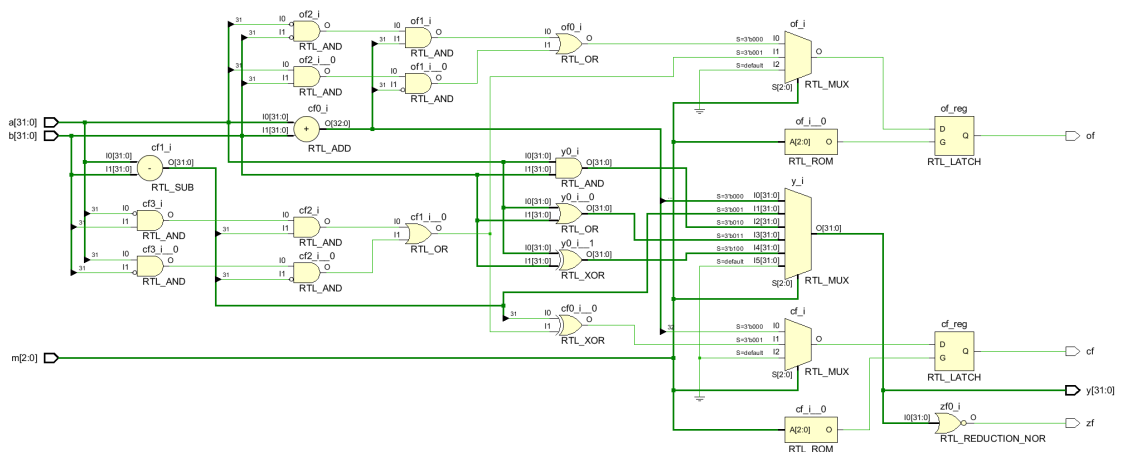 of2_i
31
I0
I1
O
RTL_AND
of1_i
31
I0
I1
O
RTL_AND
of0_i
I0
I1
O
RTL_OR
of_i
S=3'b000
I0
S=3'b001
I1
S=default
I2
O
S[2:0]
RTL_MUX
of2_i__0
31
I0
31
I1
O
RTL_AND
of1_i__0
I0
31
I1
O
RTL_AND
a[31:0]
b[31:0]
cf0_i
I0[31:0]
I1[31:0]
+
O[32:0]
RTL_ADD
of_i__0
A[2:0]
O
RTL_ROM
of_reg
D
G
Q
RTL_LATCH
of
cf1_i
I0[31:0]
I1[31:0]
-
O[31:0]
RTL_SUB
y0_i
I0[31:0]
I1[31:0]
O[31:0]
RTL_AND
y0_i__0
I0[31:0]
I1[31:0]
O[31:0]
RTL_OR
y0_i__1
I0[31:0]
I1[31:0]
O[31:0]
RTL_XOR
y_i
S=3'b000
I0[31:0]
S=3'b001
I1[31:0]
S=3'b010
I2[31:0]
S=3'b011
I3[31:0]
S=3'b100
I4[31:0]
S=default
I5[31:0]
O[31:0]
S[2:0]
RTL_MUX
cf3_i
31
I0
31
I1
O
RTL_AND
cf2_i
I0
31
I1
O
RTL_AND
cf1_i__0
I0
I1
O
RTL_OR
cf3_i__0
31
I0
31
I1
O
RTL_AND
cf2_i__0
I0
31
I1
O
RTL_AND
cf0_i__0
31
I0
I1
O
RTL_XOR
cf_i
32
S=3'b000
I0
S=3'b001
I1
S=default
I2
O
S[2:0]
RTL_MUX
cf_reg
D
G
Q
RTL_LATCH
cf
m[2:0]
y[31:0]
cf_i__0
A[2:0]
O
RTL_ROM
zf0_i
I0[31:0]
O
RTL_REDUCTION_NOR
zf